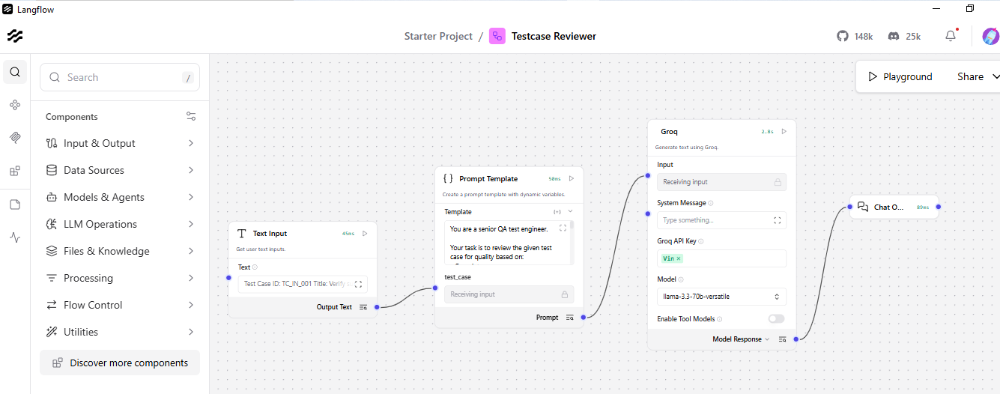 Langflow
Starter Project / Testcase Reviewer
148k
25k
Search /
Playground
Share
Components
Input & Output
Data Sources
Models & Agents
LLM Operations
Files & Knowledge
Processing
Flow Control
Utilities
Discover more components
Text Input 45ms
Get user text inputs.
Text
Test Case ID: TC_IN_001 Title: Verify
Output Text
Prompt Template 50ms
Create a prompt template with dynamic variables.
Template
You are a senior QA test engineer.
Your task is to review the given test
case for quality based on:
test_case
Receiving input
Prompt
Groq 2.8s
Generate text using Groq.
Input
Receiving input
System Message
Type something...
Groq API Key
Vin ×
Model
llama-3.3-70b-versatile
Enable Tool Models
Model Response
Chat O... 89ms